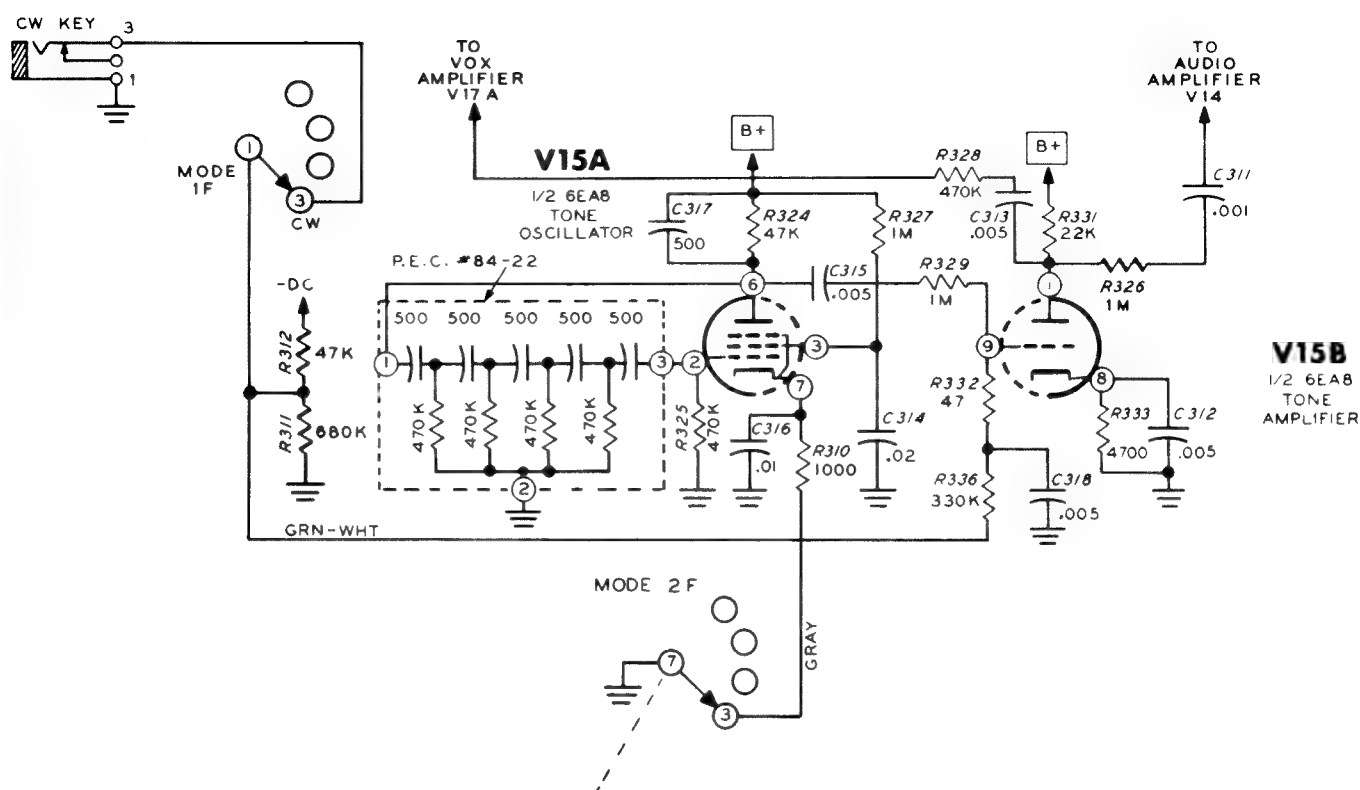 CW KEY
3
1
TO
VOX
AMPLIFIER
V17A
TO
AUDIO
AMPLIFIER
V14
B+
B+
V15A
1/2 6EA8
TONE
OSCILLATOR
R328
470K
C311
.001
1
MODE
1F
3
CW
C317
500
R324
47K
R327
1M
C313
.005
R331
22K
P.E.C. #84-22
-DC
6
C315
.005
R329
1M
1
R326
1M
500 500 500 500 500
R312
47K
1
3
2
3
9
7
8
V15B
1/2 6EA8
TONE
AMPLIFIER
R332
47
R311
680K
470K
470K
470K
470K
R325
470K
C316
.01
R310
1000
C314
.02
R333
4700
C312
.005
2
R336
330K
C318
.005
GRN-WHT
MODE 2F
GRAY
7
3